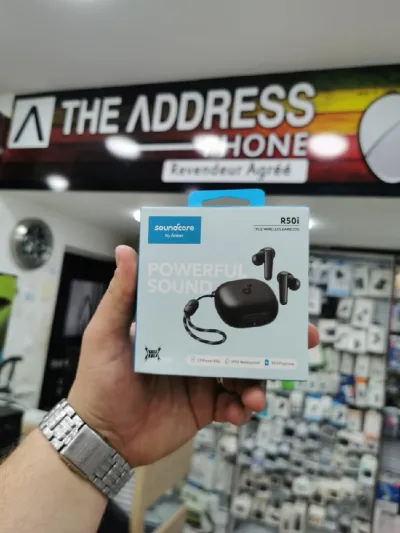 THE ADDRESS
PHONE
Revendeur Agréé
soundcore
by Anker
R50i
TRUE WIRELESS EARBUDS
POWERFUL
SOUND